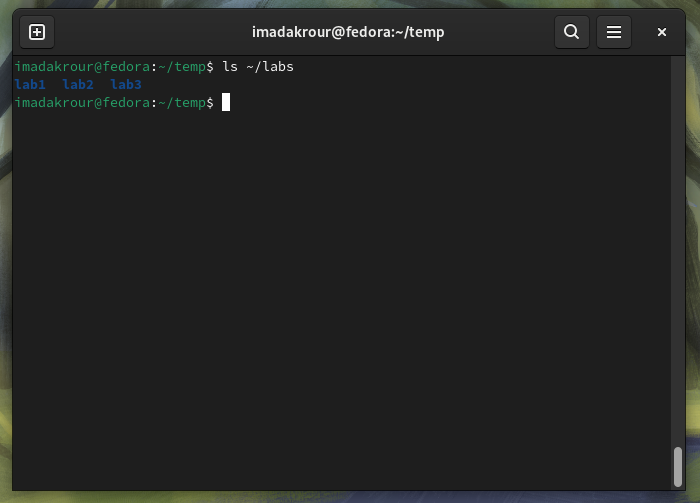 imadakrour@fedora:~/temp
imadakrour@fedora:~/temp$ ls ~/labs
lab1  lab2  lab3
imadakrour@fedora:~/temp$